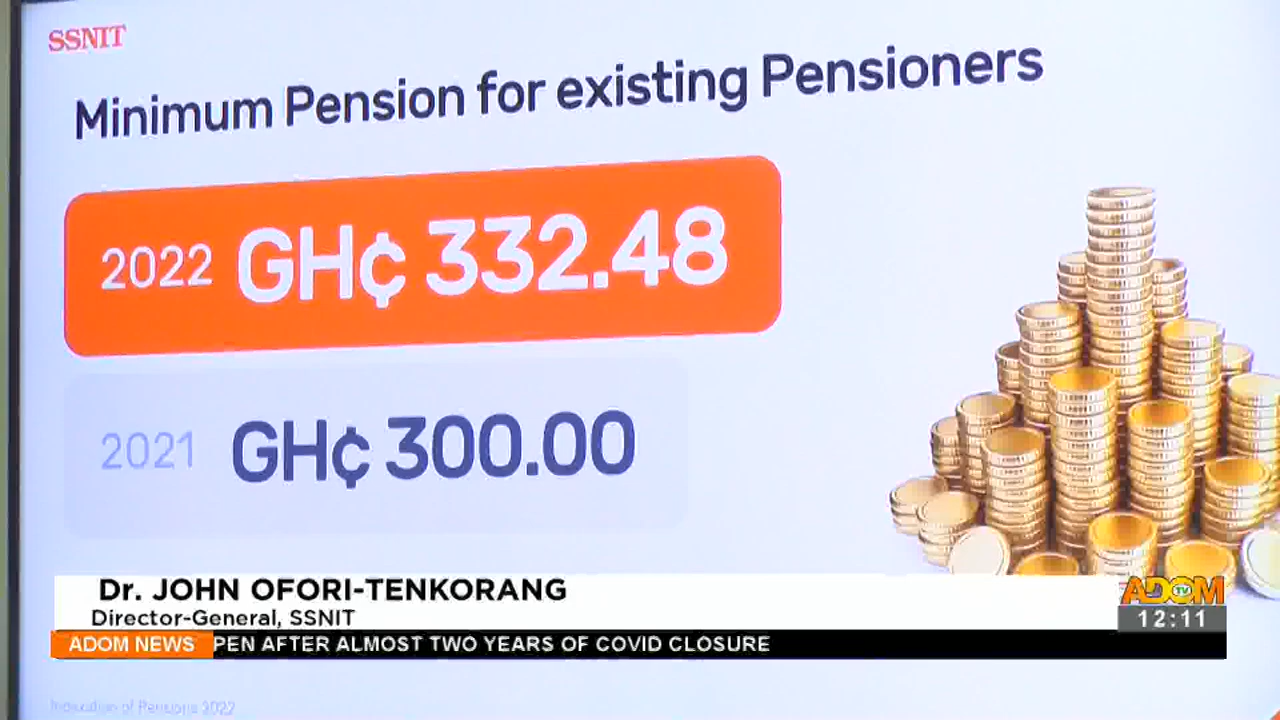 SSNIT
Minimum Pension for existing Pensioners
2022 GH¢ 332.48
2021 GH¢ 300.00
Dr. JOHN OFORI-TENKORANG
Director-General, SSNIT
ADOM TV
12:11
ADOM NEWS PEN AFTER ALMOST TWO YEARS OF COVID CLOSURE
Indexation of Pensions 2022